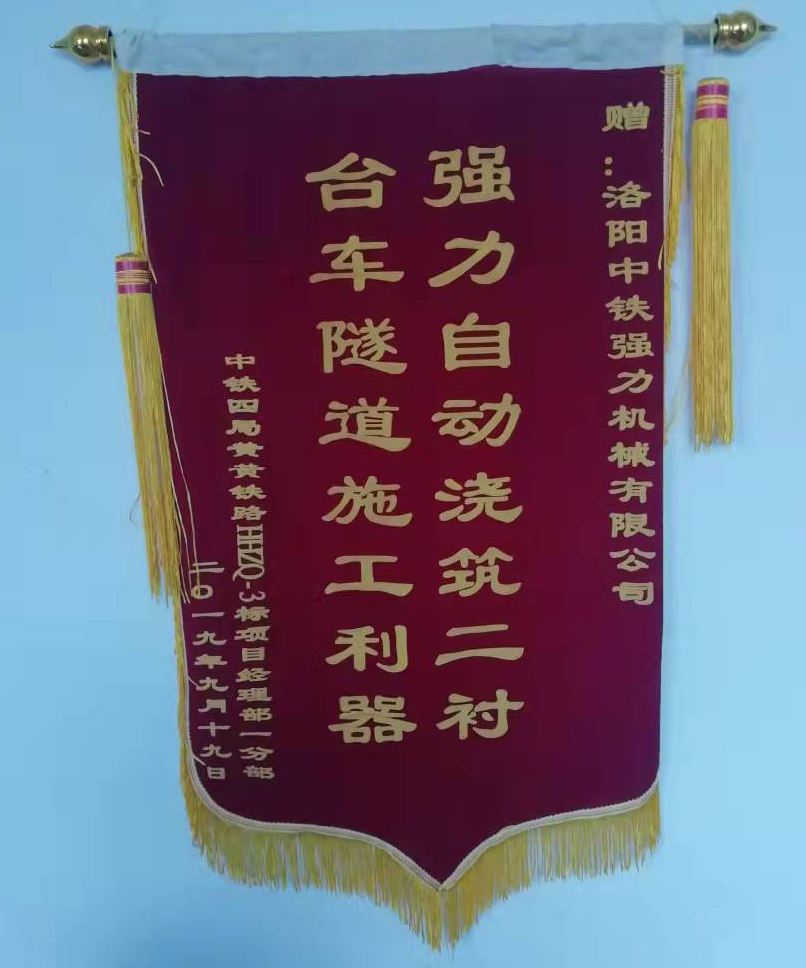 赠：洛阳中铁强力机械有限公司
强力自动浇筑二衬
台车隧道施工利器
中铁四局黄黄铁路HHZQ-3标项目经理部一分部
二〇一九年九月十九日